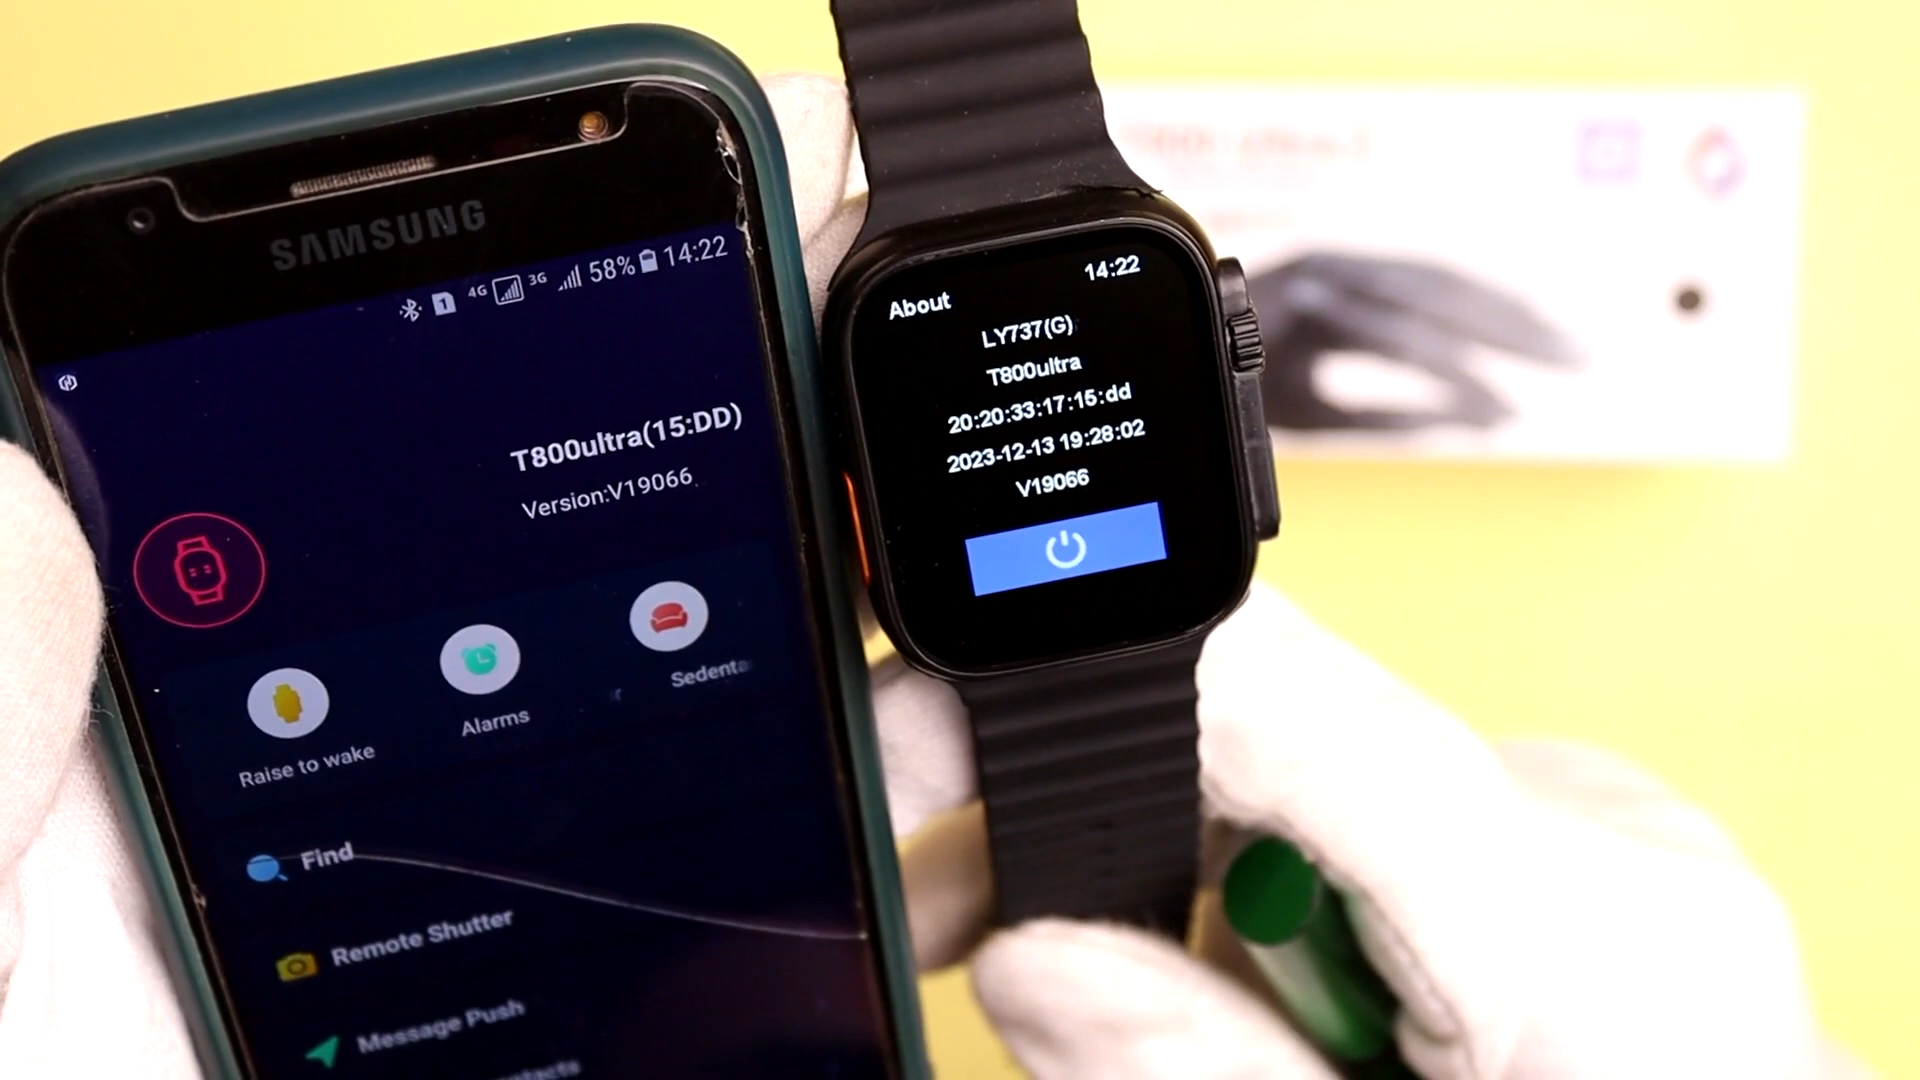 SAMSUNG
1 4G 3G 58% 14:22
T800ultra(15:DD)
Version:V19066
Raise to wake
Alarms
Sedenta
Find
Remote Shutter
Message Push
14:22
About
LY737(G)
T800ultra
20:20:33:17:15:dd
2023-12-13 19:28:02
V19066